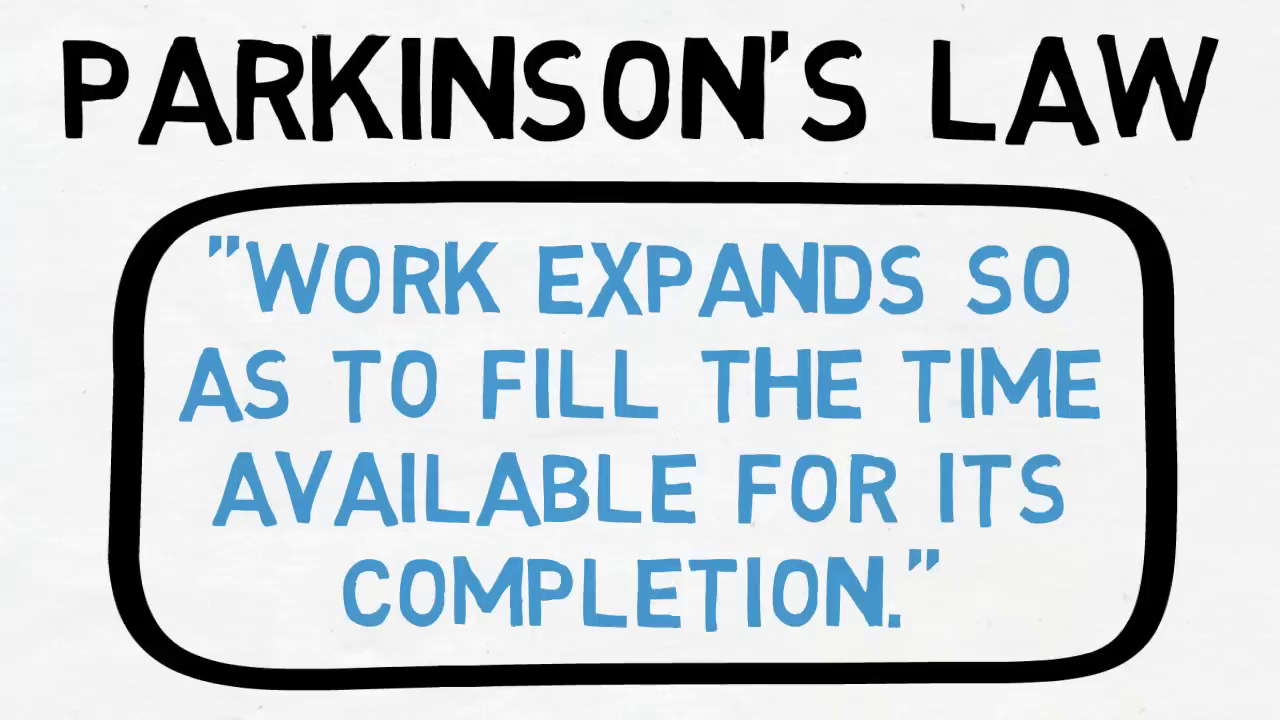 PARKINSON'S LAW
"WORK EXPANDS SO
AS TO FILL THE TIME
AVAILABLE FOR ITS
COMPLETION."